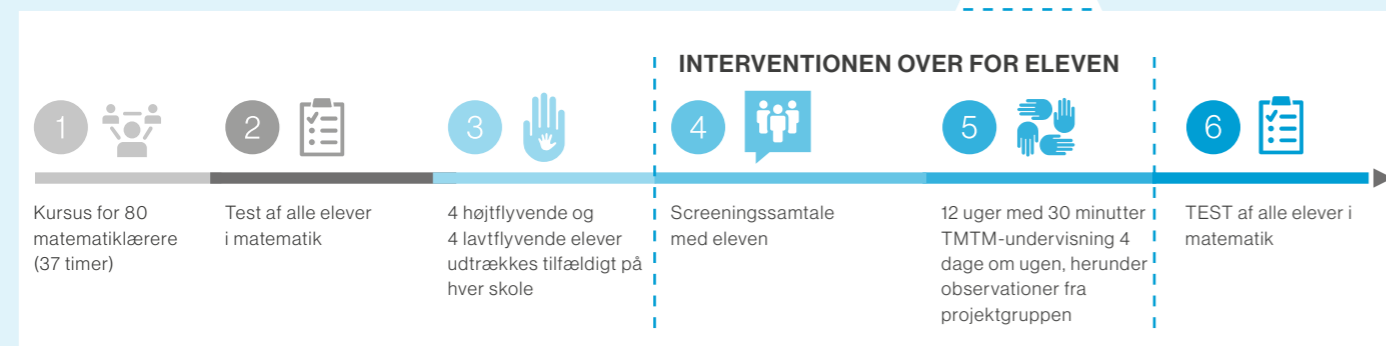 INTERVENTIONEN OVER FOR ELEVEN
1
Kursus for 80
matematiklærere
(37 timer)
2
Test af alle elever
i matematik
3
4 højtflyvende og
4 lavtflyvende elever
udtrækkes tilfældigt på
hver skole
4
Screeningssamtale
med eleven
5
12 uger med 30 minutter
TMTM-undervisning 4
dage om ugen, herunder
observationer fra
projektgruppen
6
TEST af alle elever i
matematik